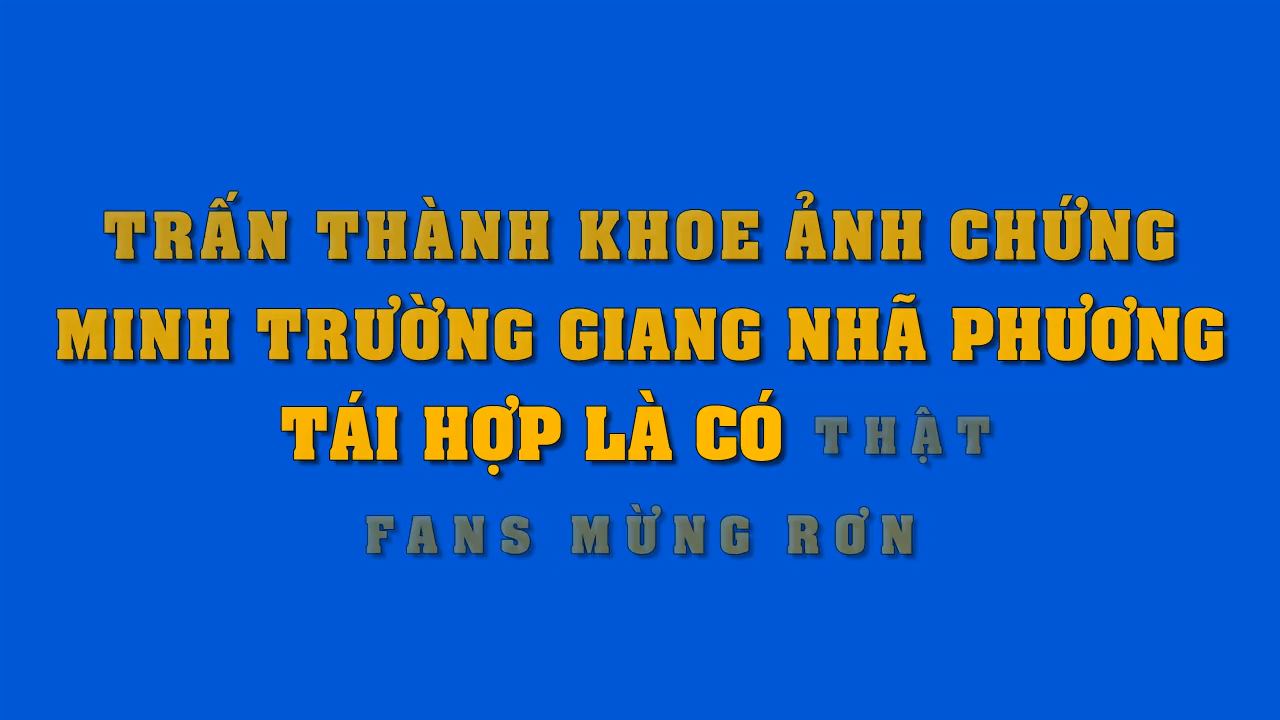 TRẤN THÀNH KHOE ẢNH CHỨNG
MINH TRƯỜNG GIANG NHÃ PHƯƠNG
TÁI HỢP LÀ CÓ THẬT
FANS MỪNG RƠN